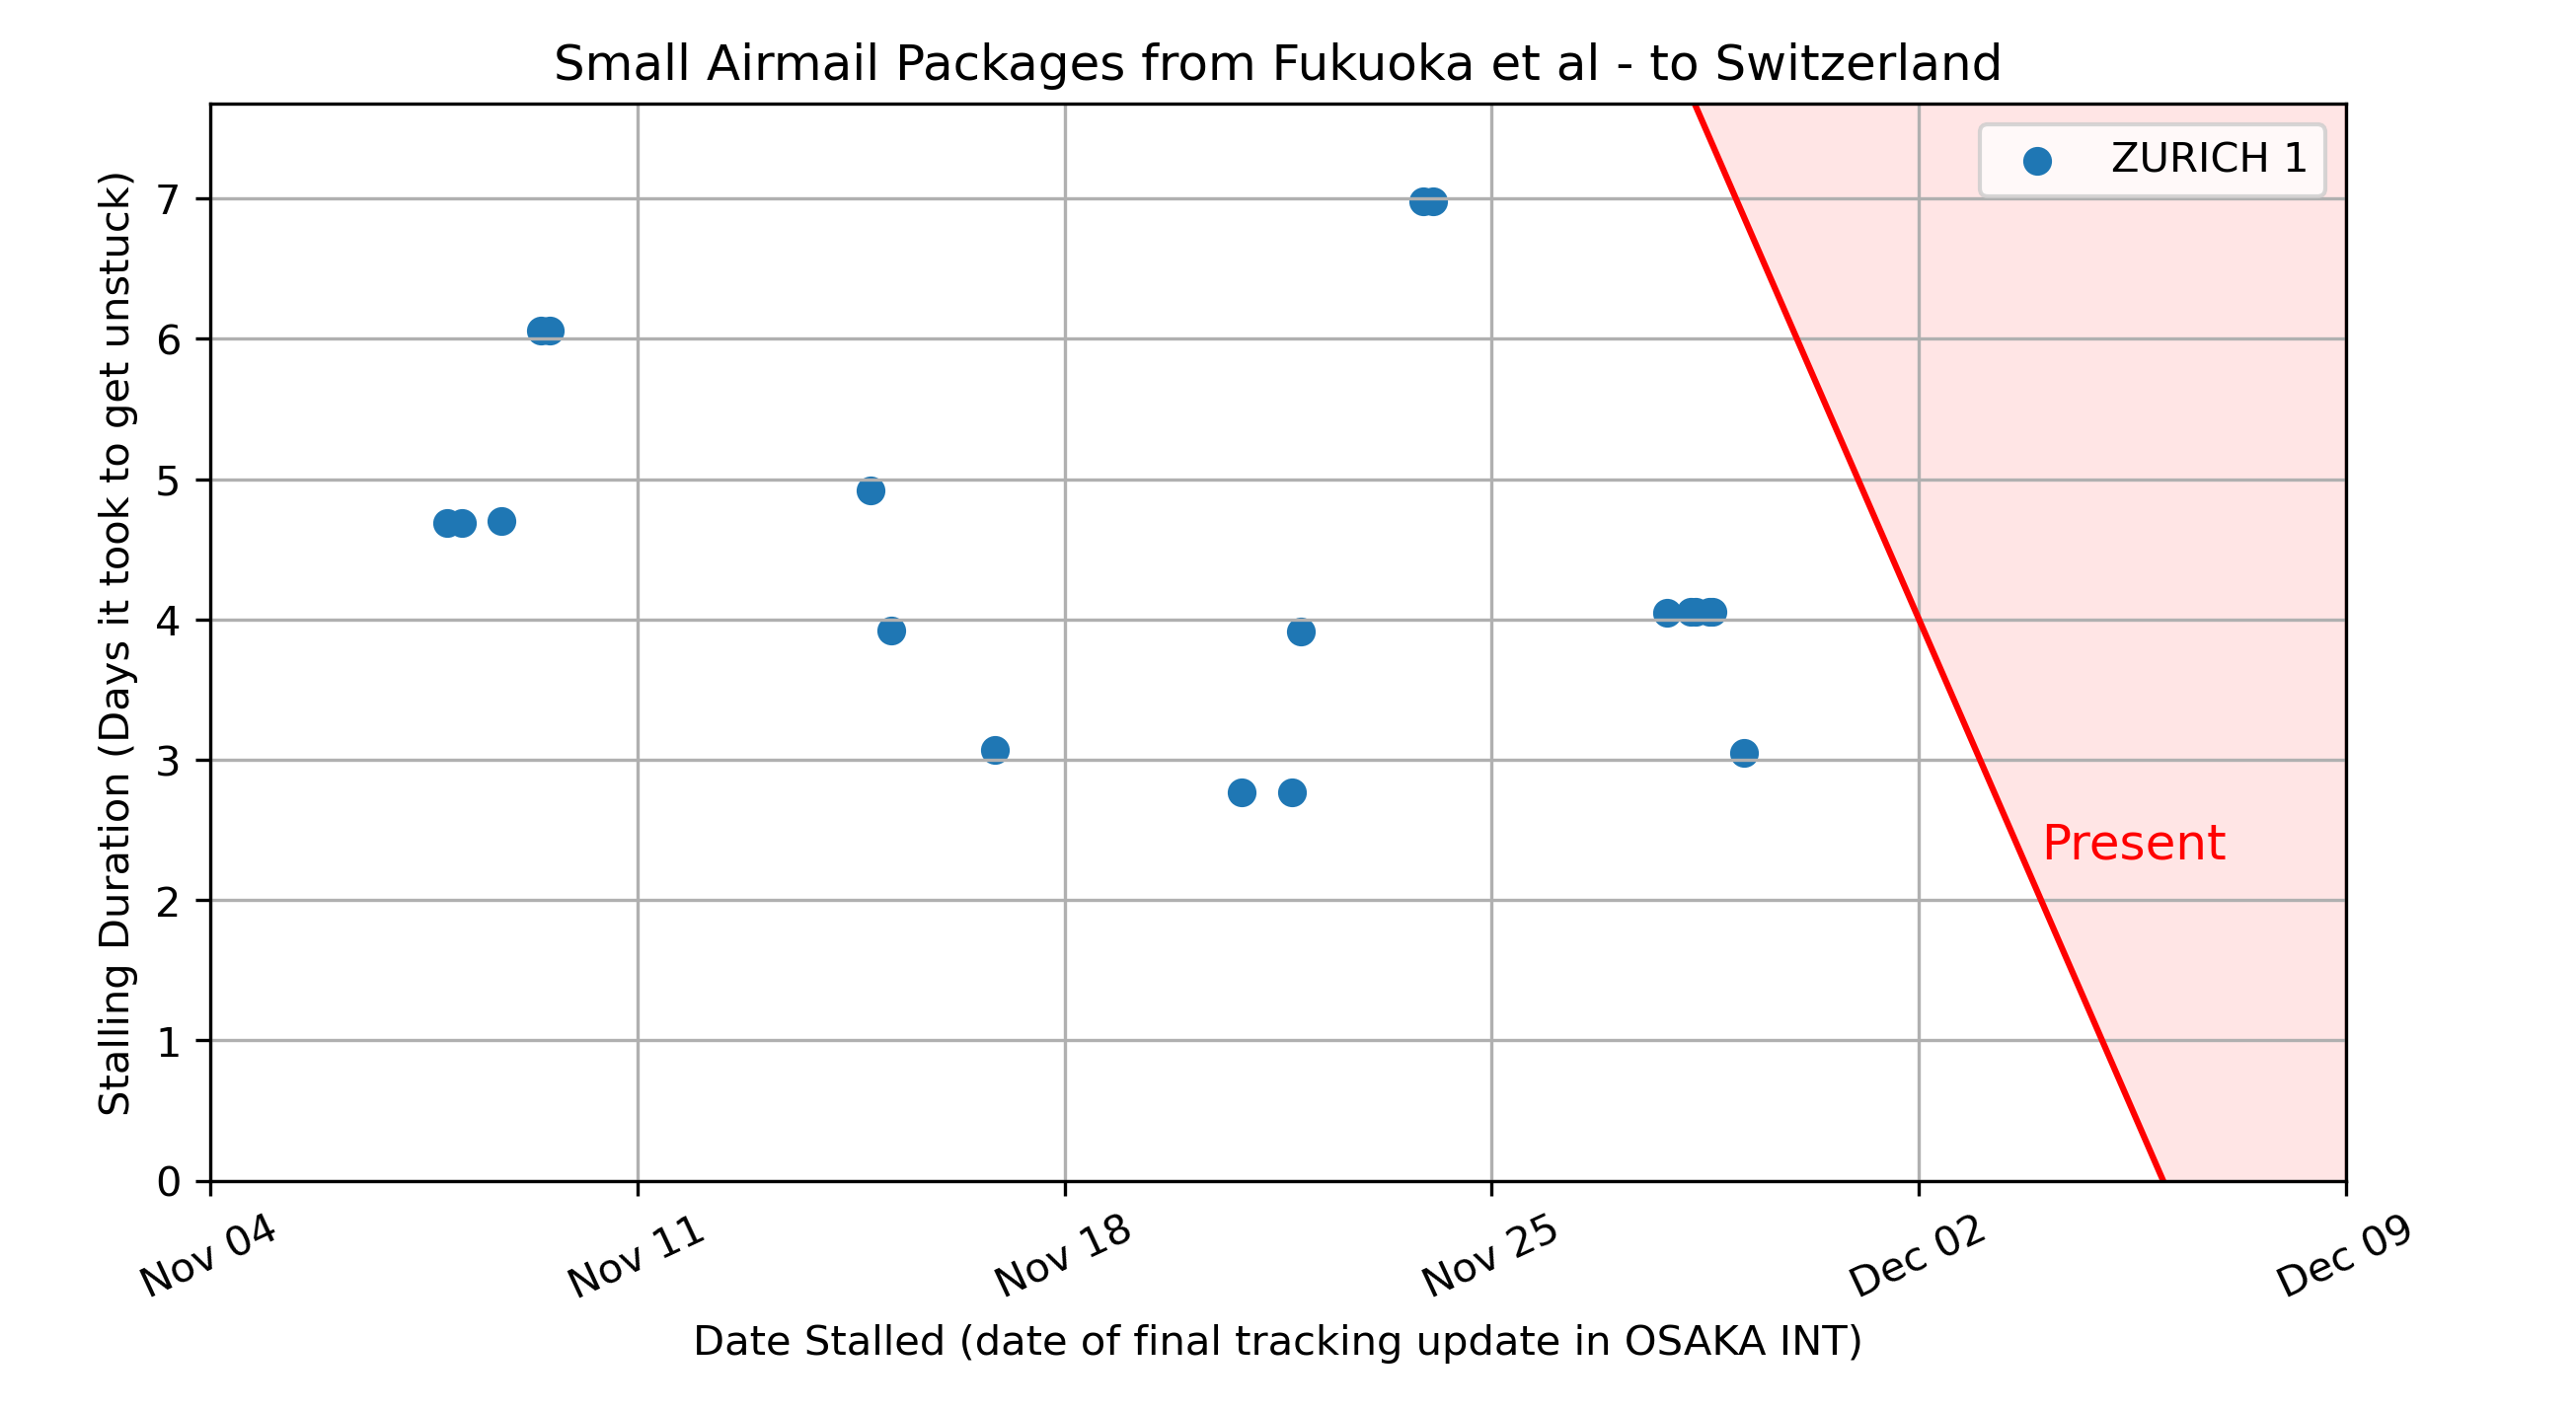 Small Airmail Packages from Fukuoka et al - to Switzerland
ZURICH 1
Stalling Duration (Days it took to get unstuck)
7
6
5
4
3
2
1
0
Present
Nov 04
Nov 11
Nov 18
Nov 25
Dec 02
Dec 09
Date Stalled (date of final tracking update in OSAKA INT)